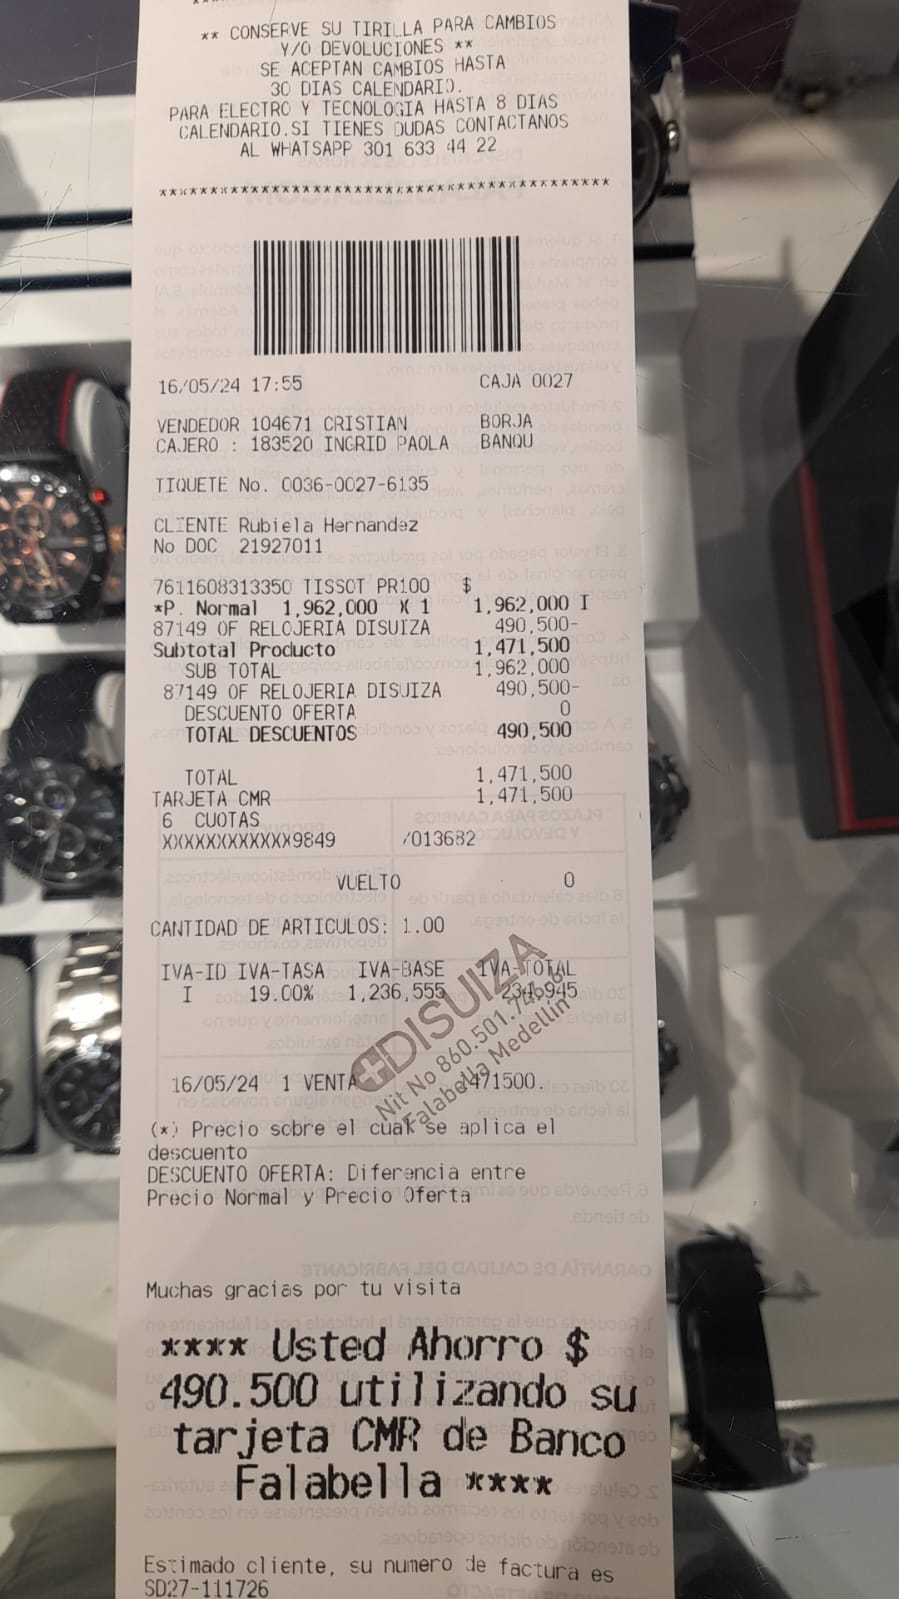 ** CONSERVE SU TIRILLA PARA CAMBIOS
Y/O DEVOLUCIONES **
SE ACEPTAN CAMBIOS HASTA
30 DIAS CALENDARIO.
PARA ELECTRO Y TECNOLOGIA HASTA 8 DIAS
CALENDARIO.SI TIENES DUDAS CONTACTANOS
AL WHATSAPP 301 633 44 22
16/05/24 17:55 CAJA 0027
VENDEDOR 104671 CRISTIAN BORJA
CAJERO : 183520 INGRID PAOLA BANQU
TIQUETE No. 0036-0027-6135
CLIENTE Rubiela Hernandez
No DOC 21927011
7611608313350 TISSOT PR100 $
*P. Normal 1,962,000 X 1 1,962,000 I
87149 OF RELOJERIA DISUIZA 490,500-
Subtotal Producto 1,471,500
SUB TOTAL 1,962,000
87149 OF RELOJERIA DISUIZA 490,500-
DESCUENTO OFERTA 0
TOTAL DESCUENTOS 490,500
TOTAL 1,471,500
TARJETA CMR 1,471,500
6 CUOTAS
XXXXXXXXXXXX9849 /013682
VUELTO 0
CANTIDAD DE ARTICULOS: 1.00
IVA-ID IVA-TASA IVA-BASE IVA-TOTAL
I 19.00% 1,236,555 234,945
DISUIZA
Nit No 860.501.
Falabella Medellín
16/05/24 1 VENTA 1471500.
(*) Precio sobre el cual se aplica el
descuento
DESCUENTO OFERTA: Diferencia entre
Precio Normal y Precio Oferta
Muchas gracias por tu visita
**** Usted Ahorro $
490.500 utilizando su
tarjeta CMR de Banco
Falabella ****
Estimado cliente, su numero de factura es
SD27-111726